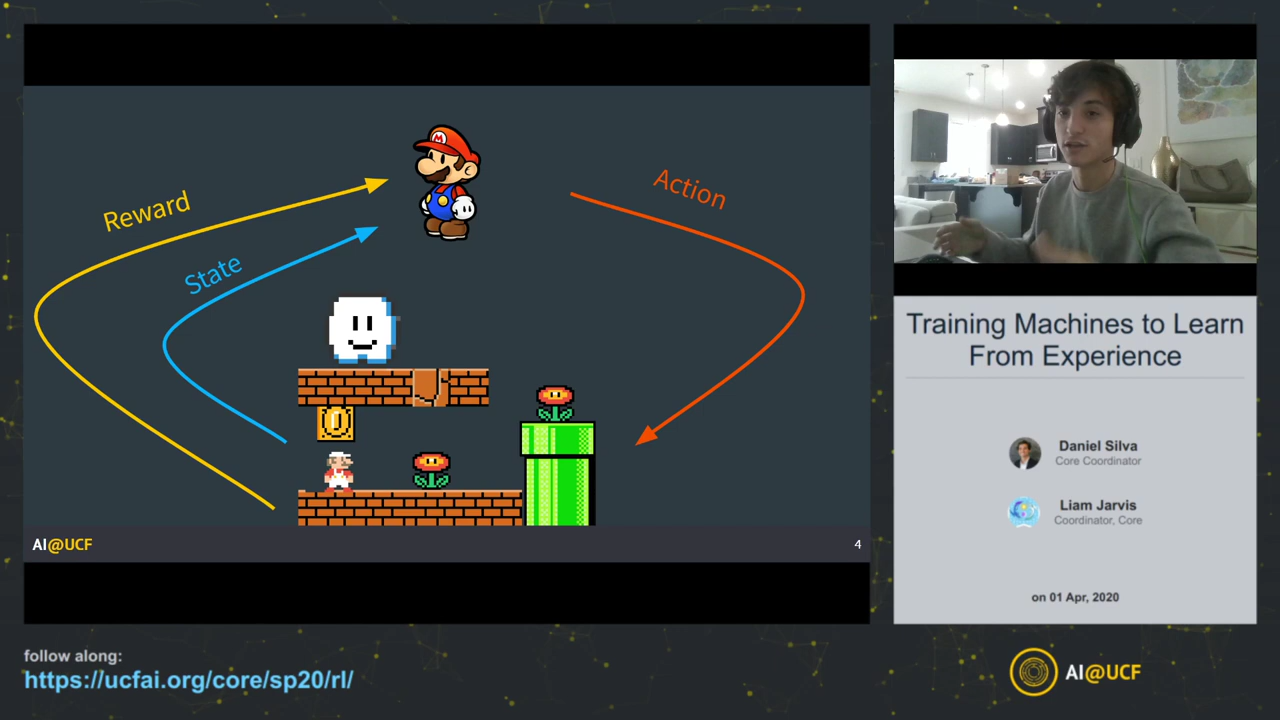 Reward
State
Action
M
AI@UCF
4
Training Machines to Learn
From Experience
Daniel Silva
Core Coordinator
Liam Jarvis
Coordinator, Core
on 01 Apr, 2020
follow along:
https://ucfai.org/core/sp20/rl/
AI@UCF